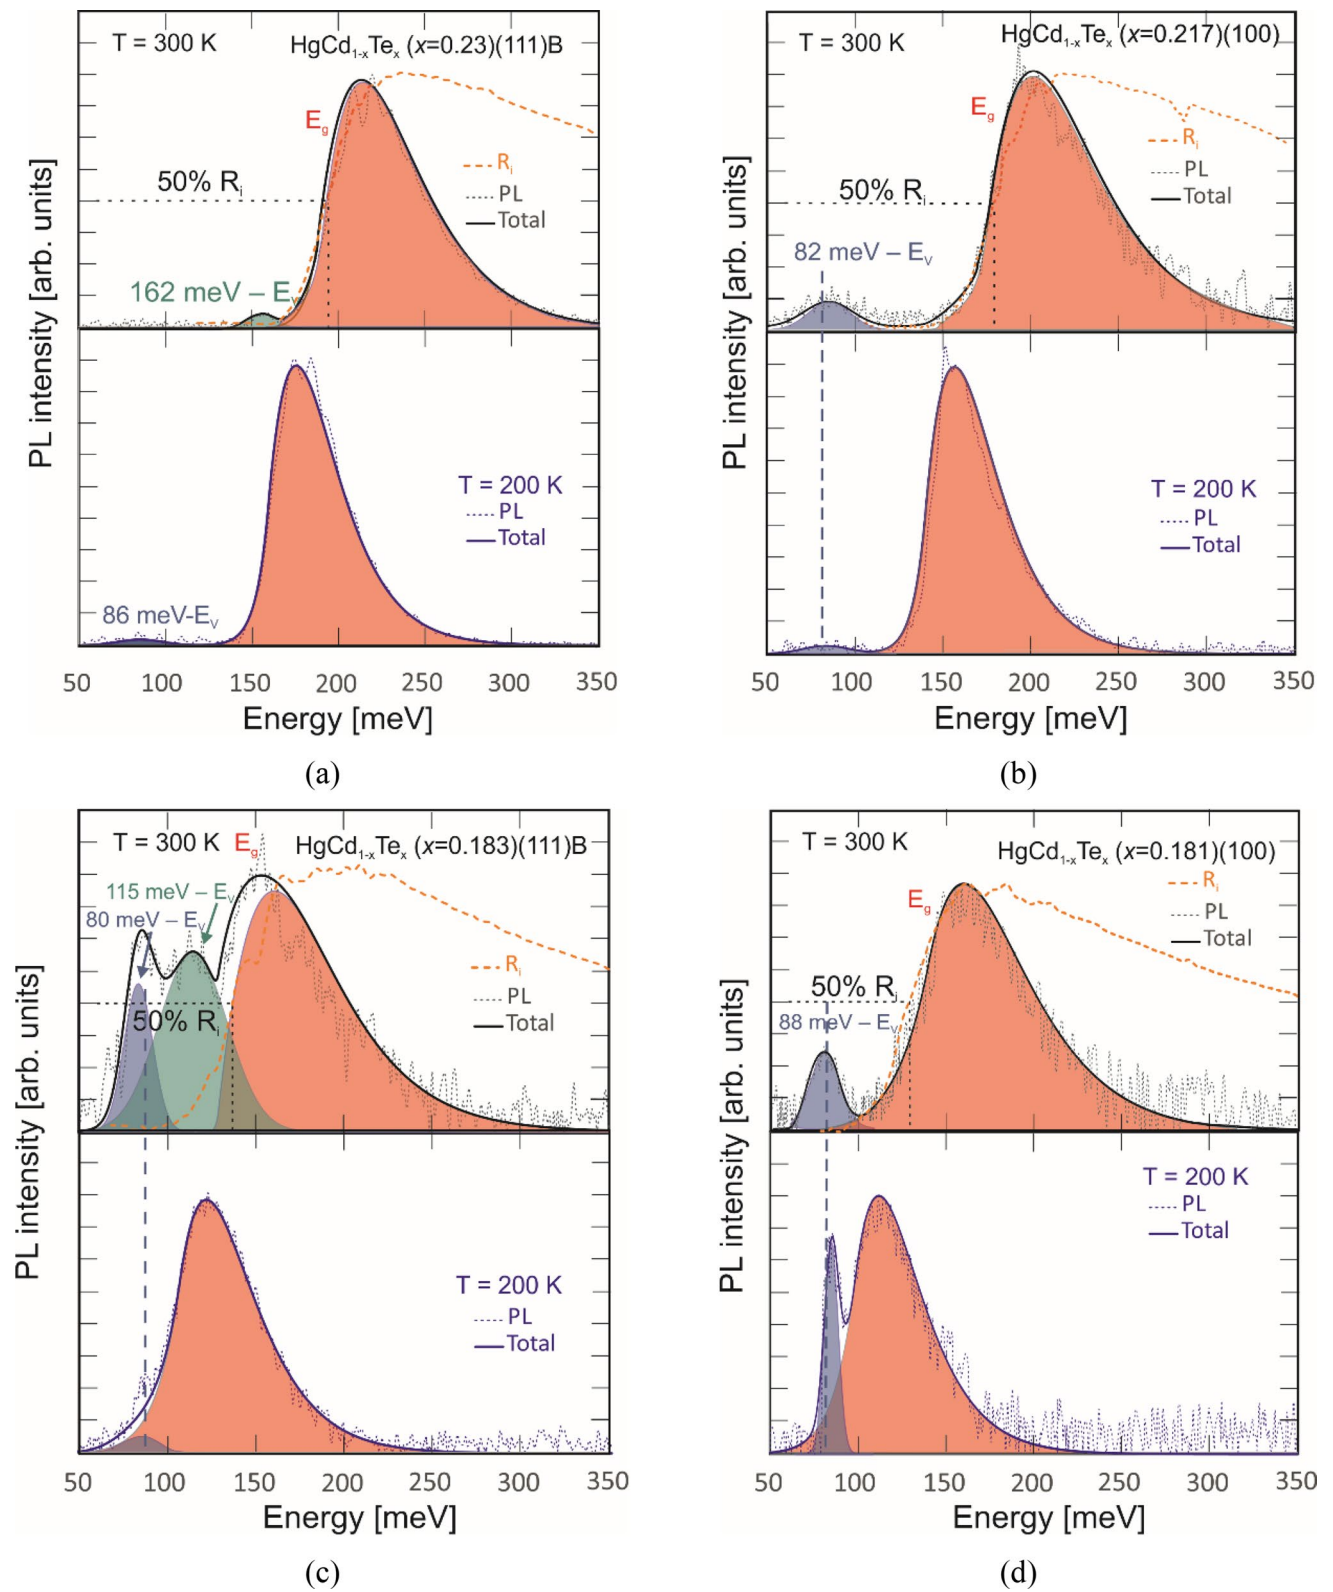 T = 300 K
HgCd1-xTex (x=0.23)(111)B
Eg
50% Ri
Ri
PL
Total
162 meV – Ev
PL intensity [arb. units]
T = 200 K
PL
Total
86 meV-EV
50 100 150 200 250 300 350
Energy [meV]
(a)
T = 300 K
HgCd1-xTex (x=0.217)(100)
Eg
Ri
PL
Total
50% Ri
82 meV – EV
PL intensity [arb. units]
T = 200 K
PL
Total
50 100 150 200 250 300 350
Energy [meV]
(b)
T = 300 K
Eg
HgCd1-xTex (x=0.183)(111)B
115 meV – EV
80 meV – EV
Ri
PL
Total
50% Ri
PL intensity [arb. units]
T = 200 K
PL
Total
50 100 150 200 250 300 350
Energy [meV]
(c)
T = 300 K
HgCd1-xTex (x=0.181)(100)
Eg
Ri
PL
Total
50% Ri
88 meV – EV
PL intensity [arb. units]
T = 200 K
PL
Total
50 100 150 200 250 300 350
Energy [meV]
(d)